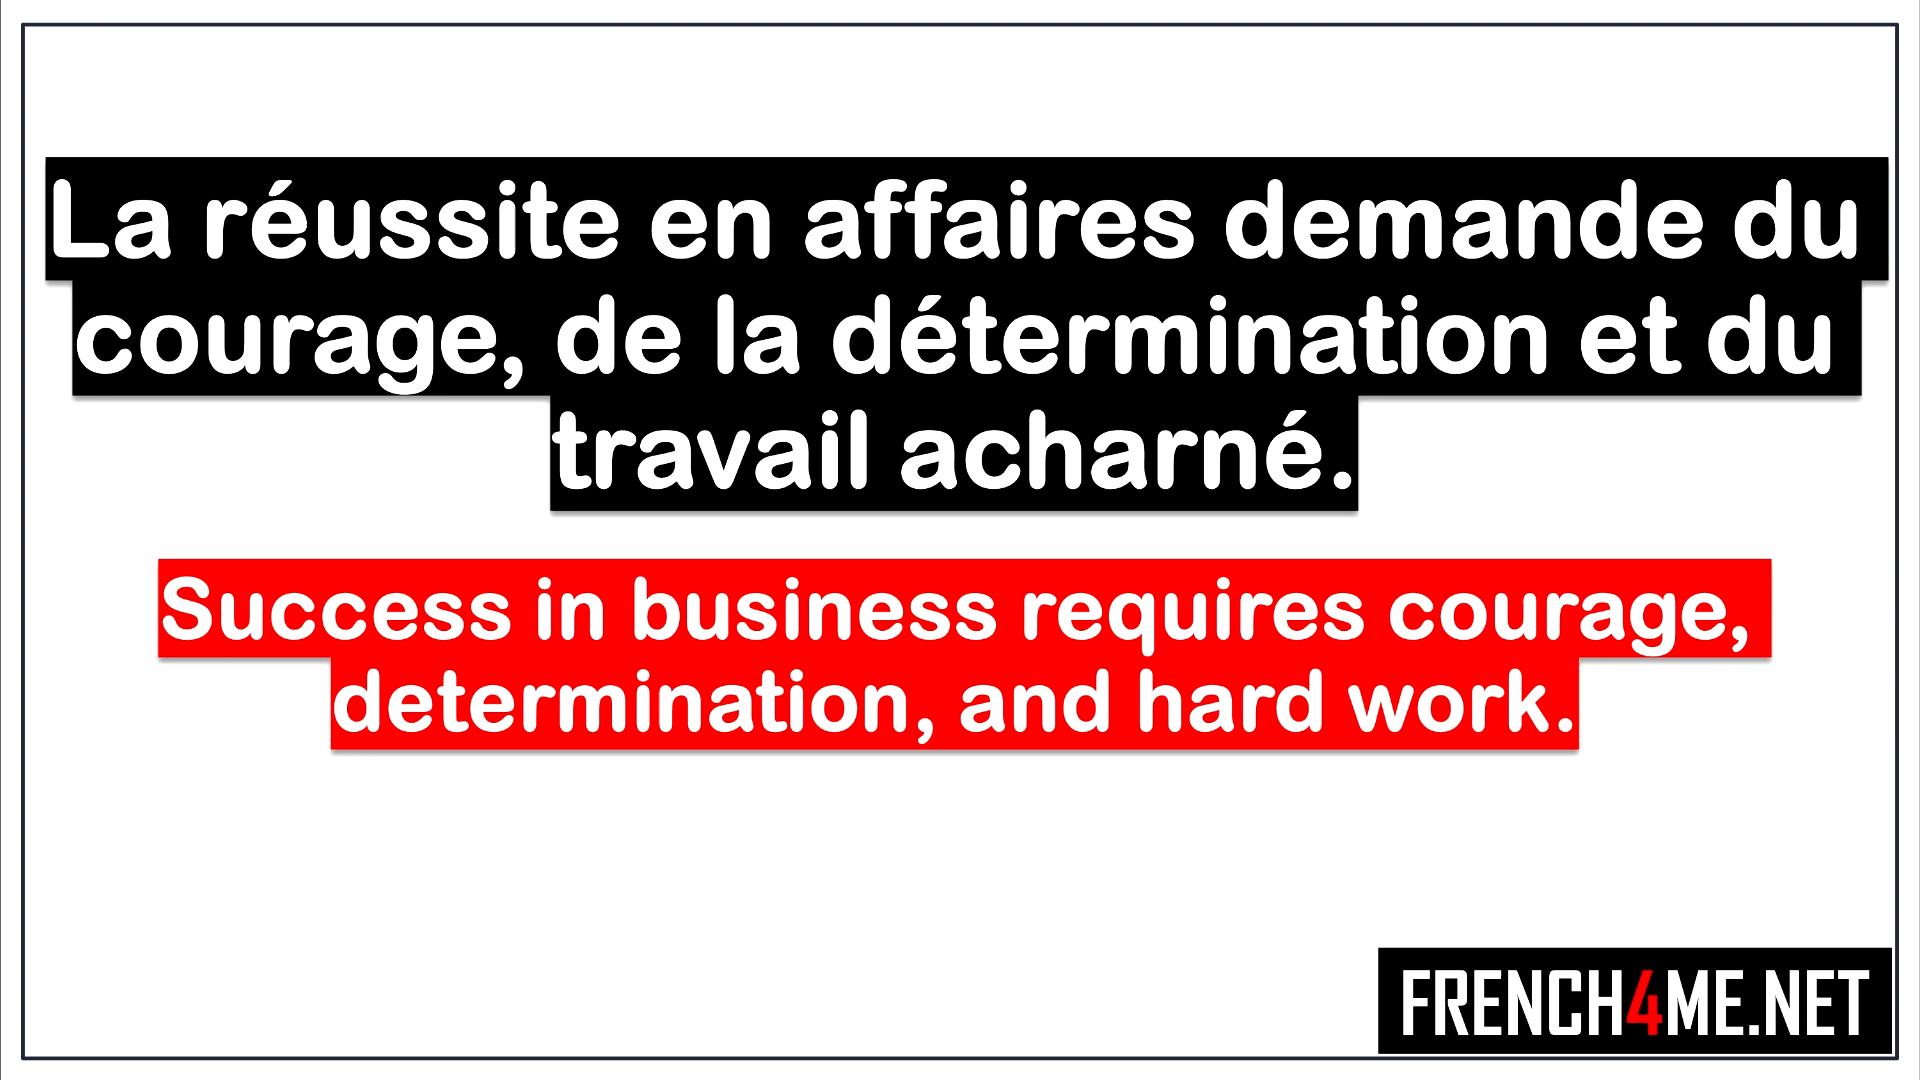 La réussite en affaires demande du
courage, de la détermination et du
travail acharné.
Success in business requires courage,
determination, and hard work.
FRENCH4ME.NET